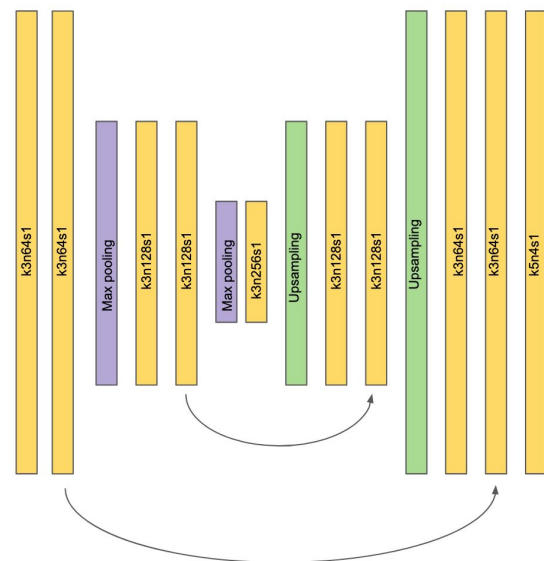 k3n64s1
k3n64s1
Max pooling
k3n128s1
k3n128s1
Max pooling
k3n256s1
Upsampling
k3n128s1
k3n128s1
Upsampling
k3n64s1
k3n64s1
k5n4s1